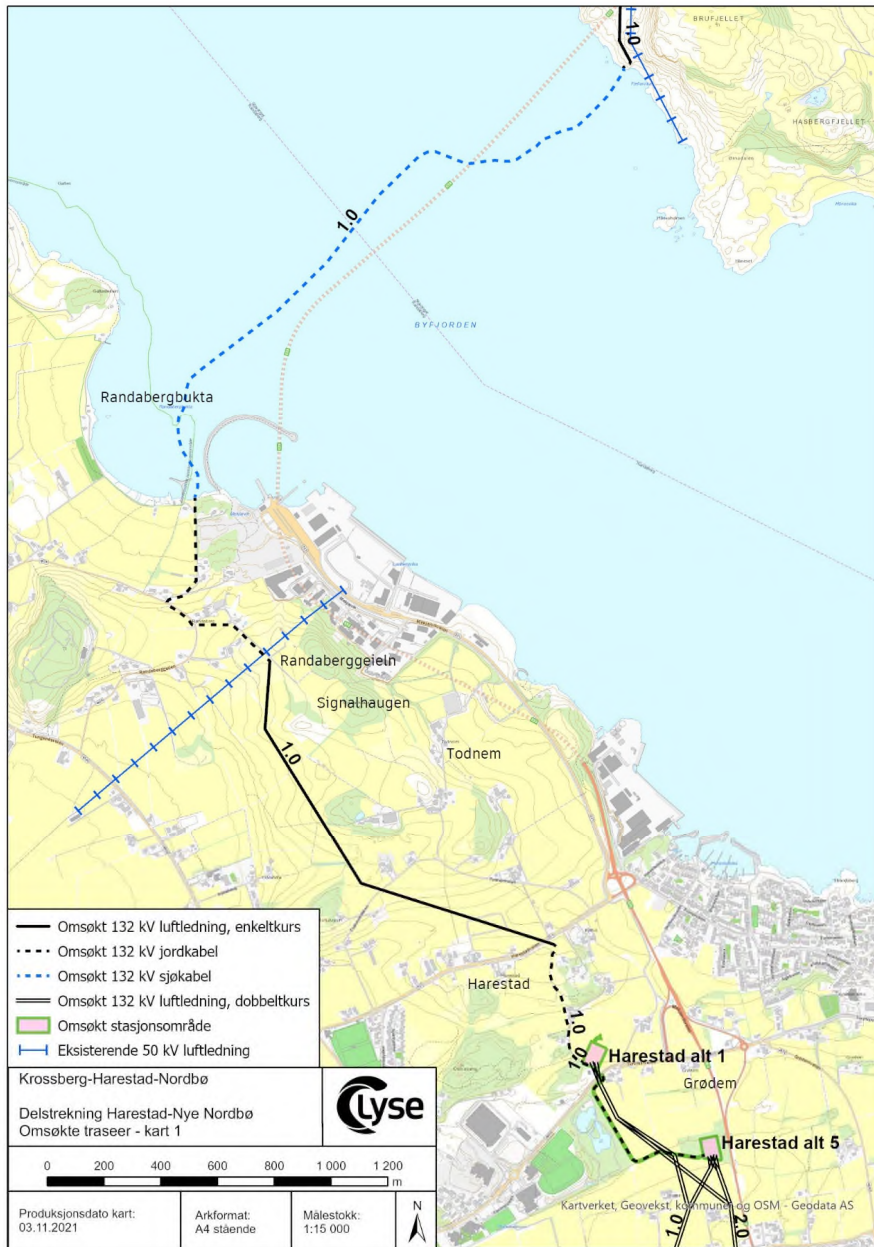 BRUFJELLET
1.0
HASBERGFJELLET
1.0
BYFJORDEN
Randabergbukta
Randaberggeieln
Signalhaugen
1.0
Todnem
Harestad
1.0
1.0
Harestad alt 1
Grødem
Harestad alt 5
1.0
2.0
Kartverket, Geovekst, kommuner og OSM - Geodata AS
Omsøkt 132 kV luftledning, enkeltkurs
Omsøkt 132 kV jordkabel
Omsøkt 132 kV sjøkabel
Omsøkt 132 kV luftledning, dobbeltkurs
Omsøkt stasjonsområde
Eksisterende 50 kV luftledning
Krossberg-Harestad-Nordbø
Delstrekning Harestad-Nye Nordbø
Omsøkte traseer - kart 1
Lyse
0 200 400 600 800 1 000 1 200
m
Produksjonsdato kart:
03.11.2021
Arkformat:
A4 stående
Målestokk:
1:15 000
N